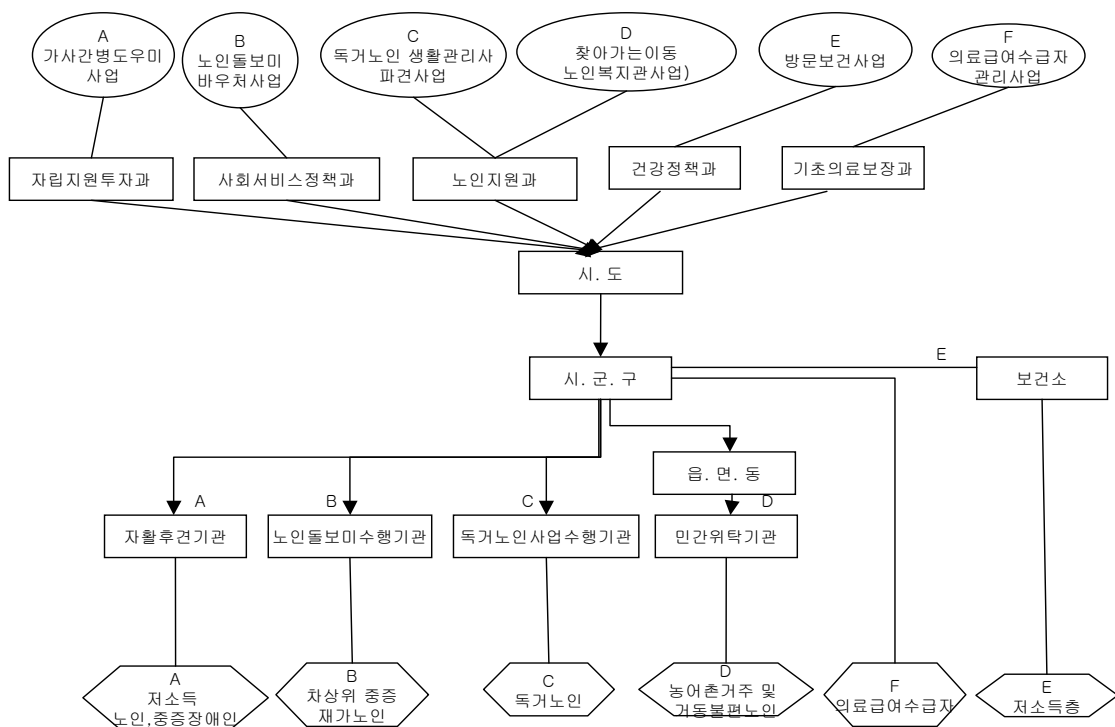 A
가사간병도우미
사업
B
노인돌보미
바우처사업
C
독거노인 생활관리사
파견사업
D
찾아가는이동
노인복지관사업)
E
방문보건사업
F
의료급여수급자
관리사업
자립지원투자과
사회서비스정책과
노인지원과
건강정책과
기초의료보장과
시. 도
시. 군. 구
E
보건소
읍. 면. 동
A
B
C
D
자활후견기관
노인돌보미수행기관
독거노인사업수행기관
민간위탁기관
A
저소득
노인,중증장애인
B
차상위 중증
재가노인
C
독거노인
D
농어촌거주 및
거동불편노인
F
의료급여수급자
E
저소득층